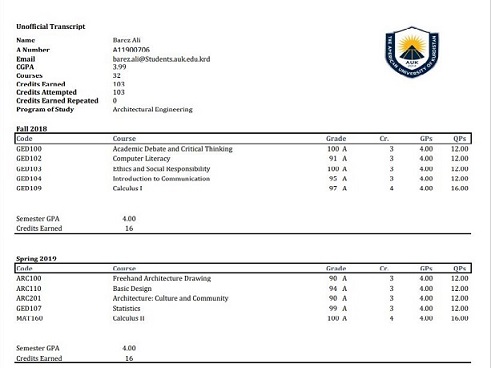 Unofficial Transcript
Name Barez Ali
A Number A11900706
Email barez.ali@Students.auk.edu.krd
CGPA 3.99
Courses 32
Credits Earned 103
Credits Attempted 103
Credits Earned Repeated 0
Program of Study Architectural Engineering
THE AMERICAN UNIVERSITY OF KURDISTAN
AUK
Fall 2018
Code Course Grade Cr. GPs QPs
GED100 Academic Debate and Critical Thinking 100 A 3 4.00 12.00
GED102 Computer Literacy 91 A 3 4.00 12.00
GED103 Ethics and Social Responsibility 100 A 3 4.00 12.00
GED104 Introduction to Communication 95 A 3 4.00 12.00
GED109 Calculus I 97 A 4 4.00 16.00
Semester GPA 4.00
Credits Earned 16
Spring 2019
Code Course Grade Cr. GPs QPs
ARC100 Freehand Architecture Drawing 90 A 3 4.00 12.00
ARC110 Basic Design 94 A 3 4.00 12.00
ARC201 Architecture: Culture and Community 90 A 3 4.00 12.00
GED107 Statistics 99 A 3 4.00 12.00
MAT160 Calculus II 100 A 4 4.00 16.00
Semester GPA 4.00
Credits Earned 16